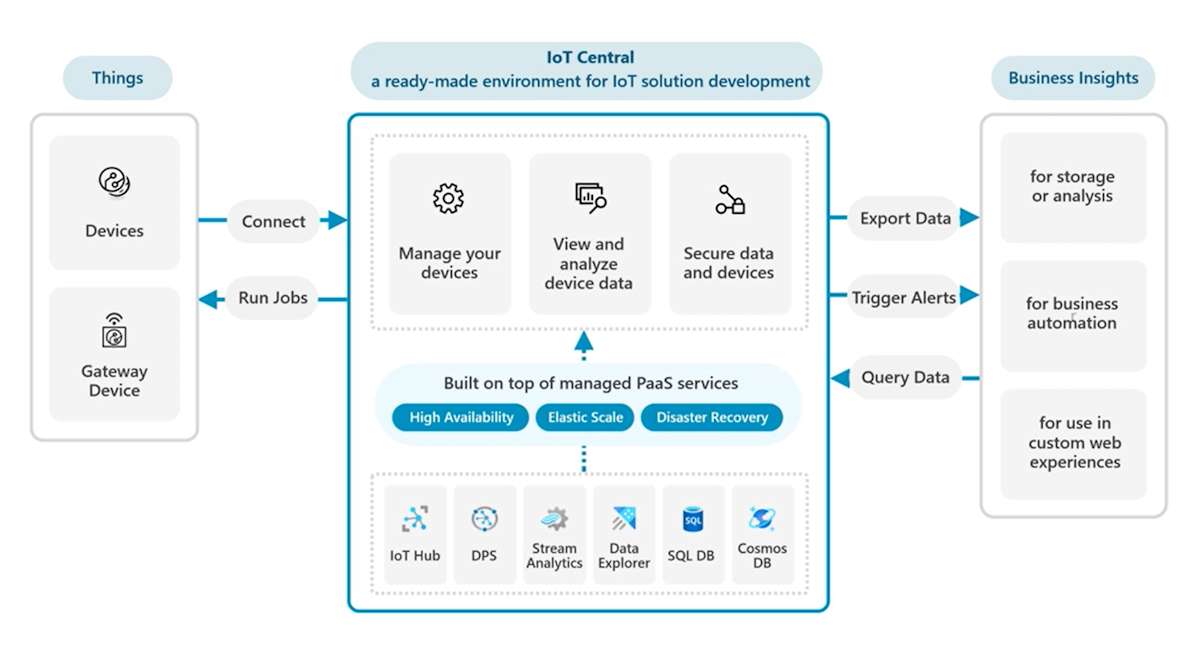 Things
Devices
Gateway
Device
Connect
Run Jobs
IoT Central
a ready-made environment for IoT solution development
Manage your
devices
View and
analyze
device data
Secure data
and devices
Built on top of managed PaaS services
High Availability
Elastic Scale
Disaster Recovery
IoT Hub
DPS
Stream
Analytics
Data
Explorer
SQL
SQL DB
Cosmos
DB
Export Data
Trigger Alerts
Query Data
Business Insights
for storage
or analysis
for business
automation
for use in
custom web
experiences